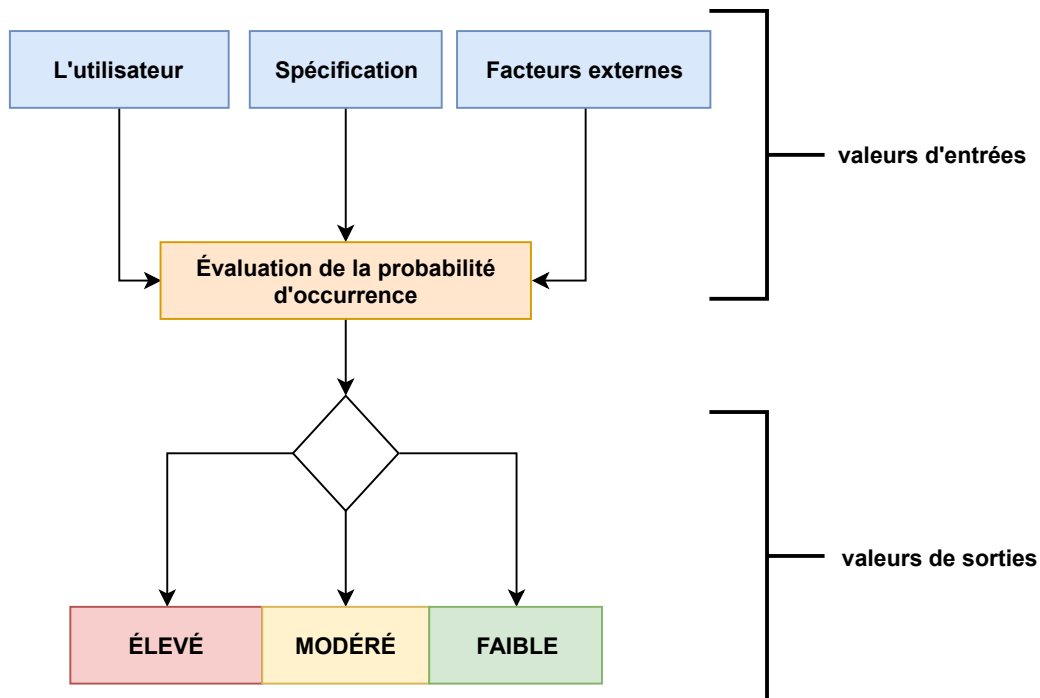 L'utilisateur
Spécification
Facteurs externes
valeurs d'entrées
Évaluation de la probabilité
d'occurrence
valeurs de sorties
ÉLEVÉ
MODÉRÉ
FAIBLE